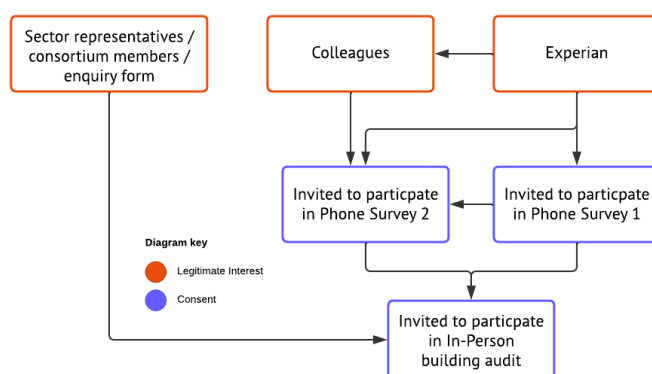 Sector representatives /
consortium members /
enquiry form
Colleagues
Experian
Invited to particpate
in Phone Survey 2
Invited to particpate
in Phone Survey 1
Diagram key
Legitimate Interest
Consent
Invited to particpate
in In-Person
building audit